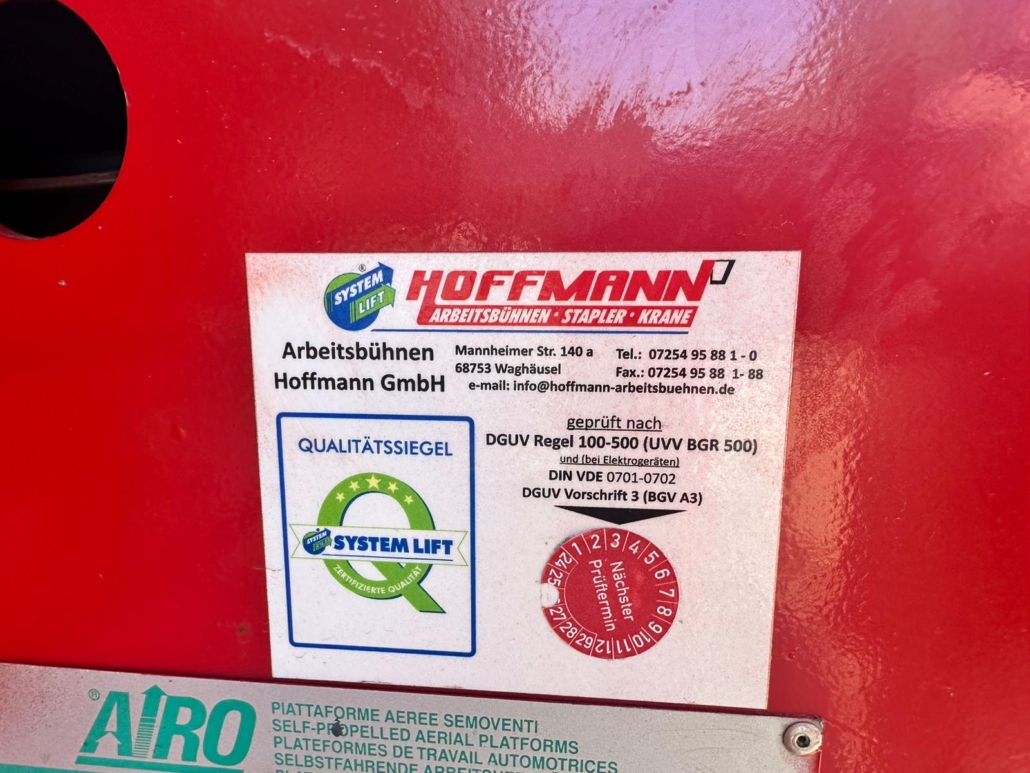 SYSTEM LIFT ®
HOFFMANN
ARBEITSBÜHNEN · STAPLER · KRANE
Arbeitsbühnen
Hoffmann GmbH
Mannheimer Str. 140 a
68753 Waghäusel
Tel.: 07254 95 88 1 - 0
Fax.: 07254 95 88 1- 88
e-mail: info@hoffmann-arbeitsbuehnen.de
QUALITÄTSSIEGEL
SYSTEM LIFT
SYSTEM LIFT
ZERTIFIZIERTE QUALITÄT
geprüft nach
DGUV Regel 100-500 (UVV BGR 500)
und (bei Elektrogeräten)
DIN VDE 0701-0702
DGUV Vorschrift 3 (BGV A3)
1 2 3 4 5 6 7 8 9 10 11 12
24 25 27 28 29
Nächster
Prüftermin
® AIRO
PIATTAFORME AEREE SEMOVENTI
SELF-PROPELLED AERIAL PLATFORMS
PLATEFORMES DE TRAVAIL AUTOMOTRICES